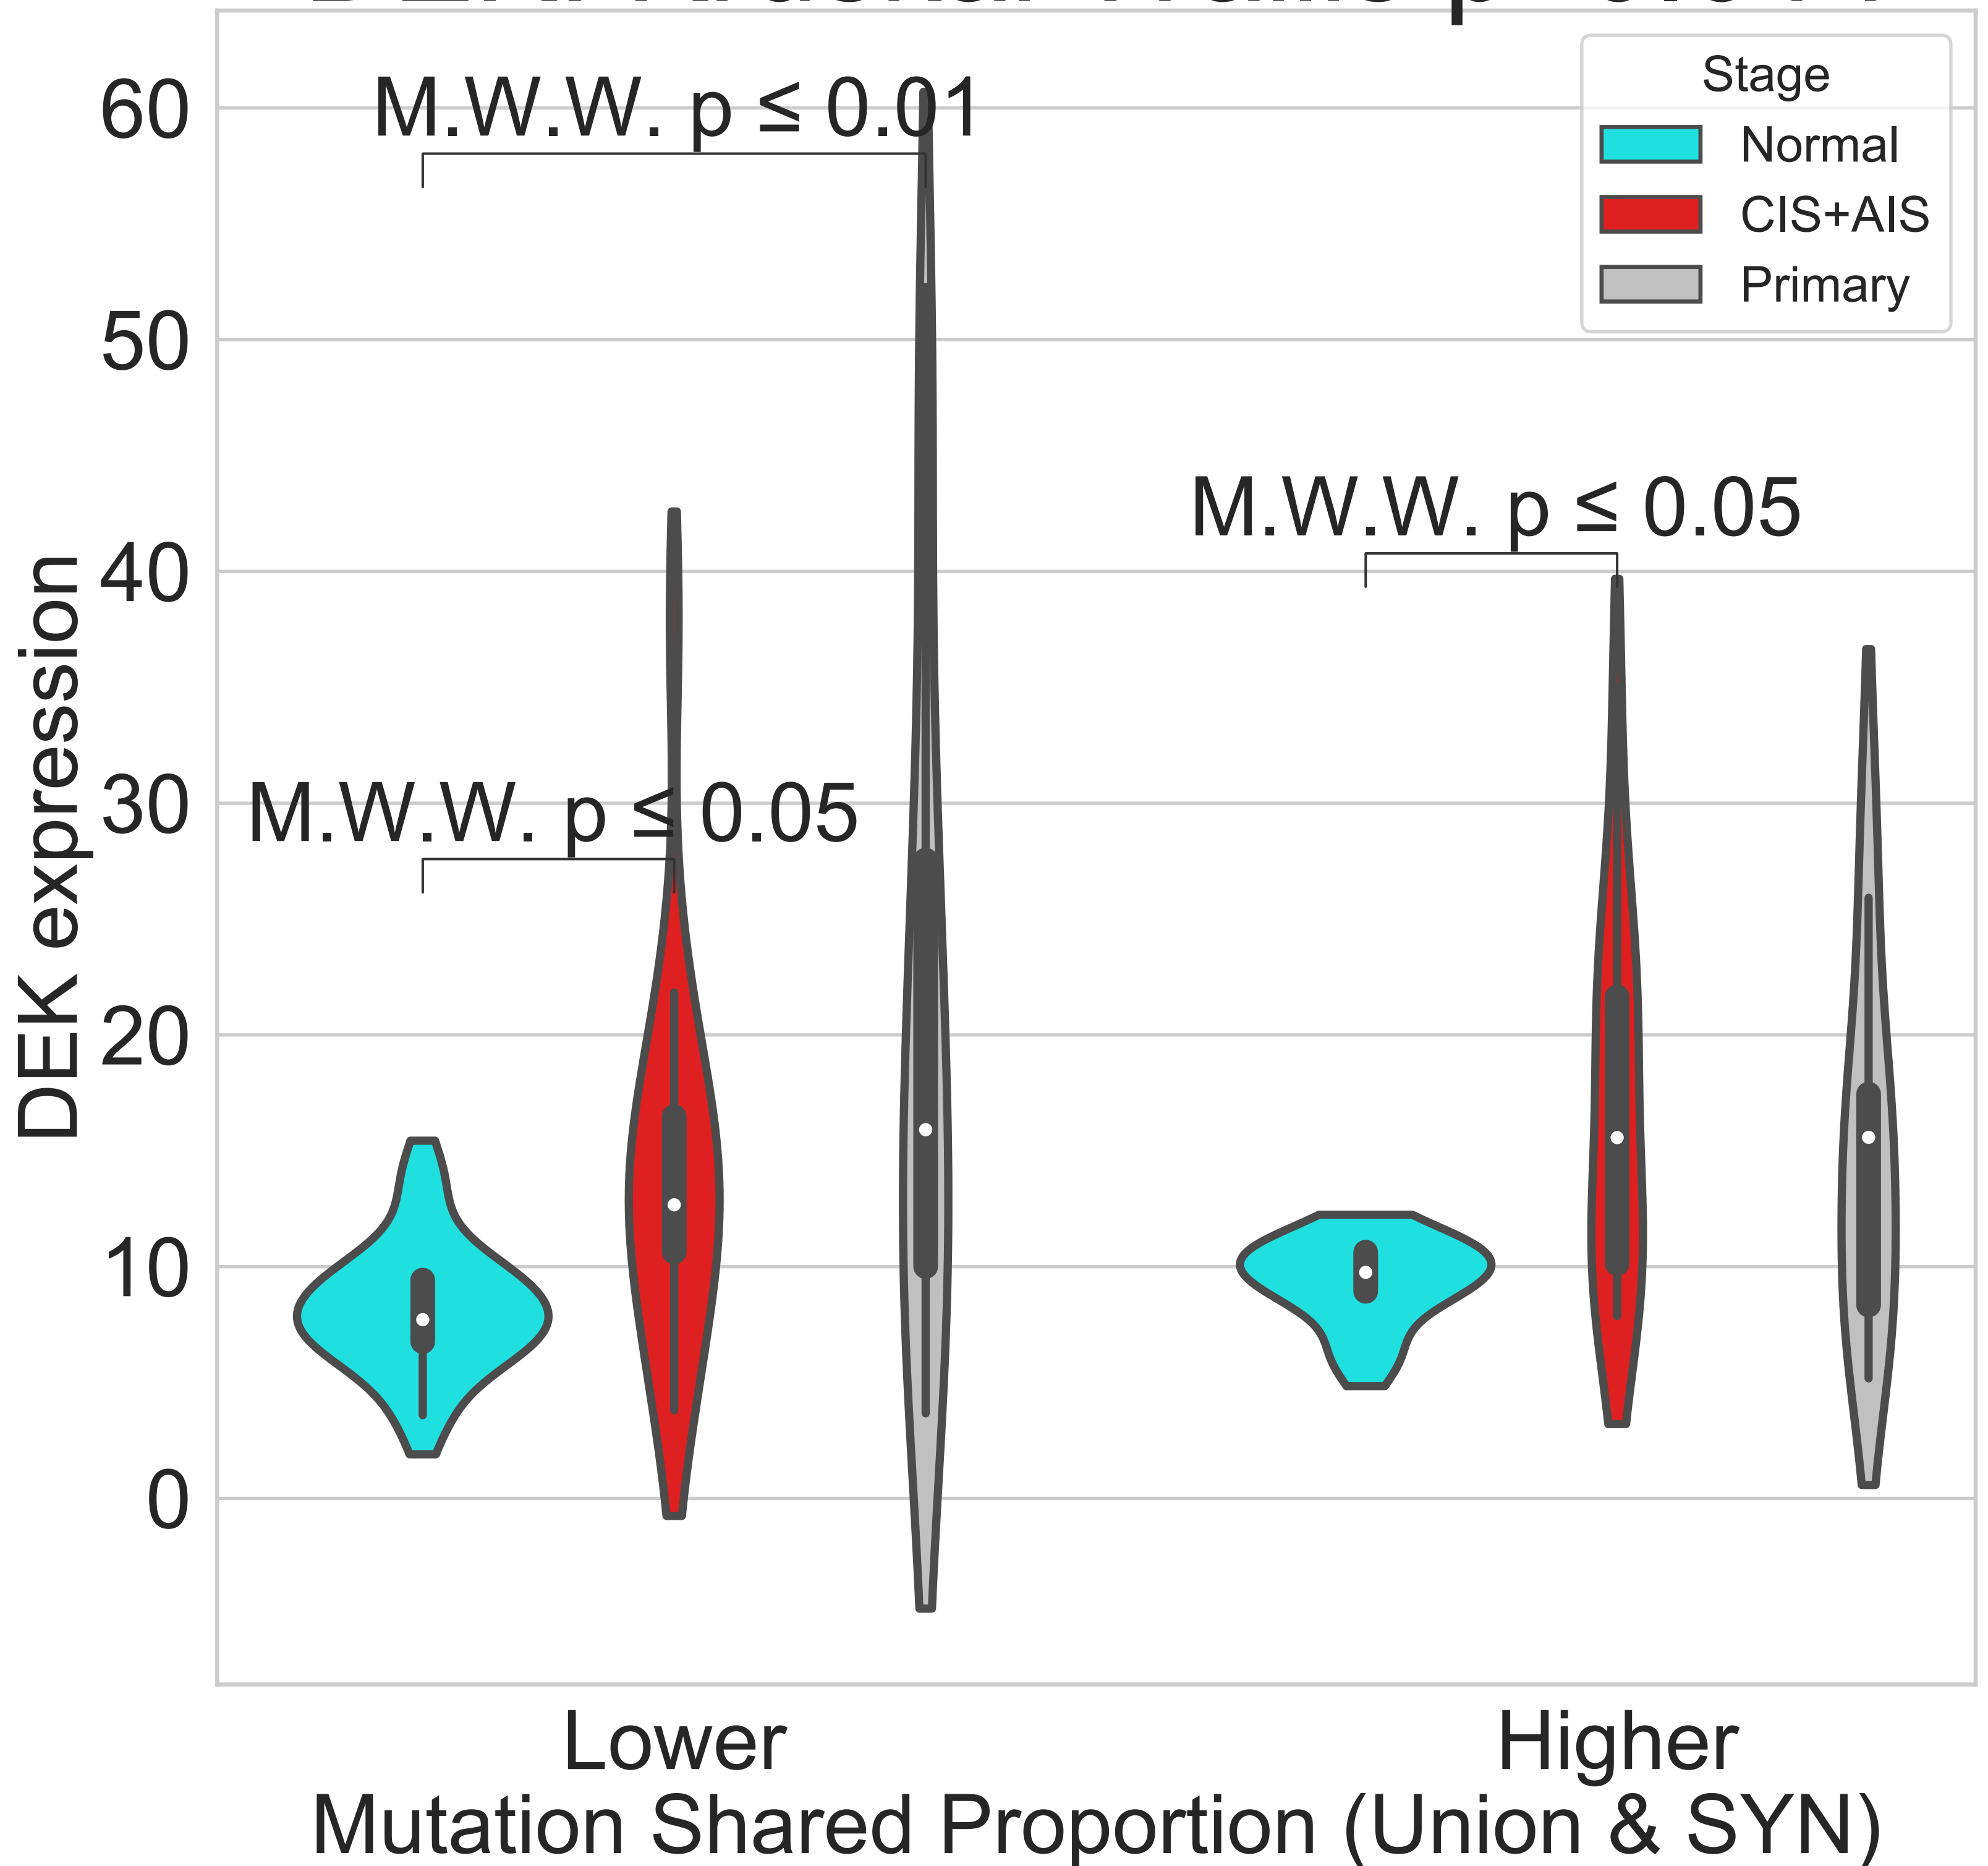 Stage
Normal
CIS+AIS
Primary
M.W.W. p ≤ 0.01
M.W.W. p ≤ 0.05
M.W.W. p ≤ 0.05
60
50
40
30
20
10
0
DEK expression
Lower
Higher
Mutation Shared Proportion (Union & SYN)